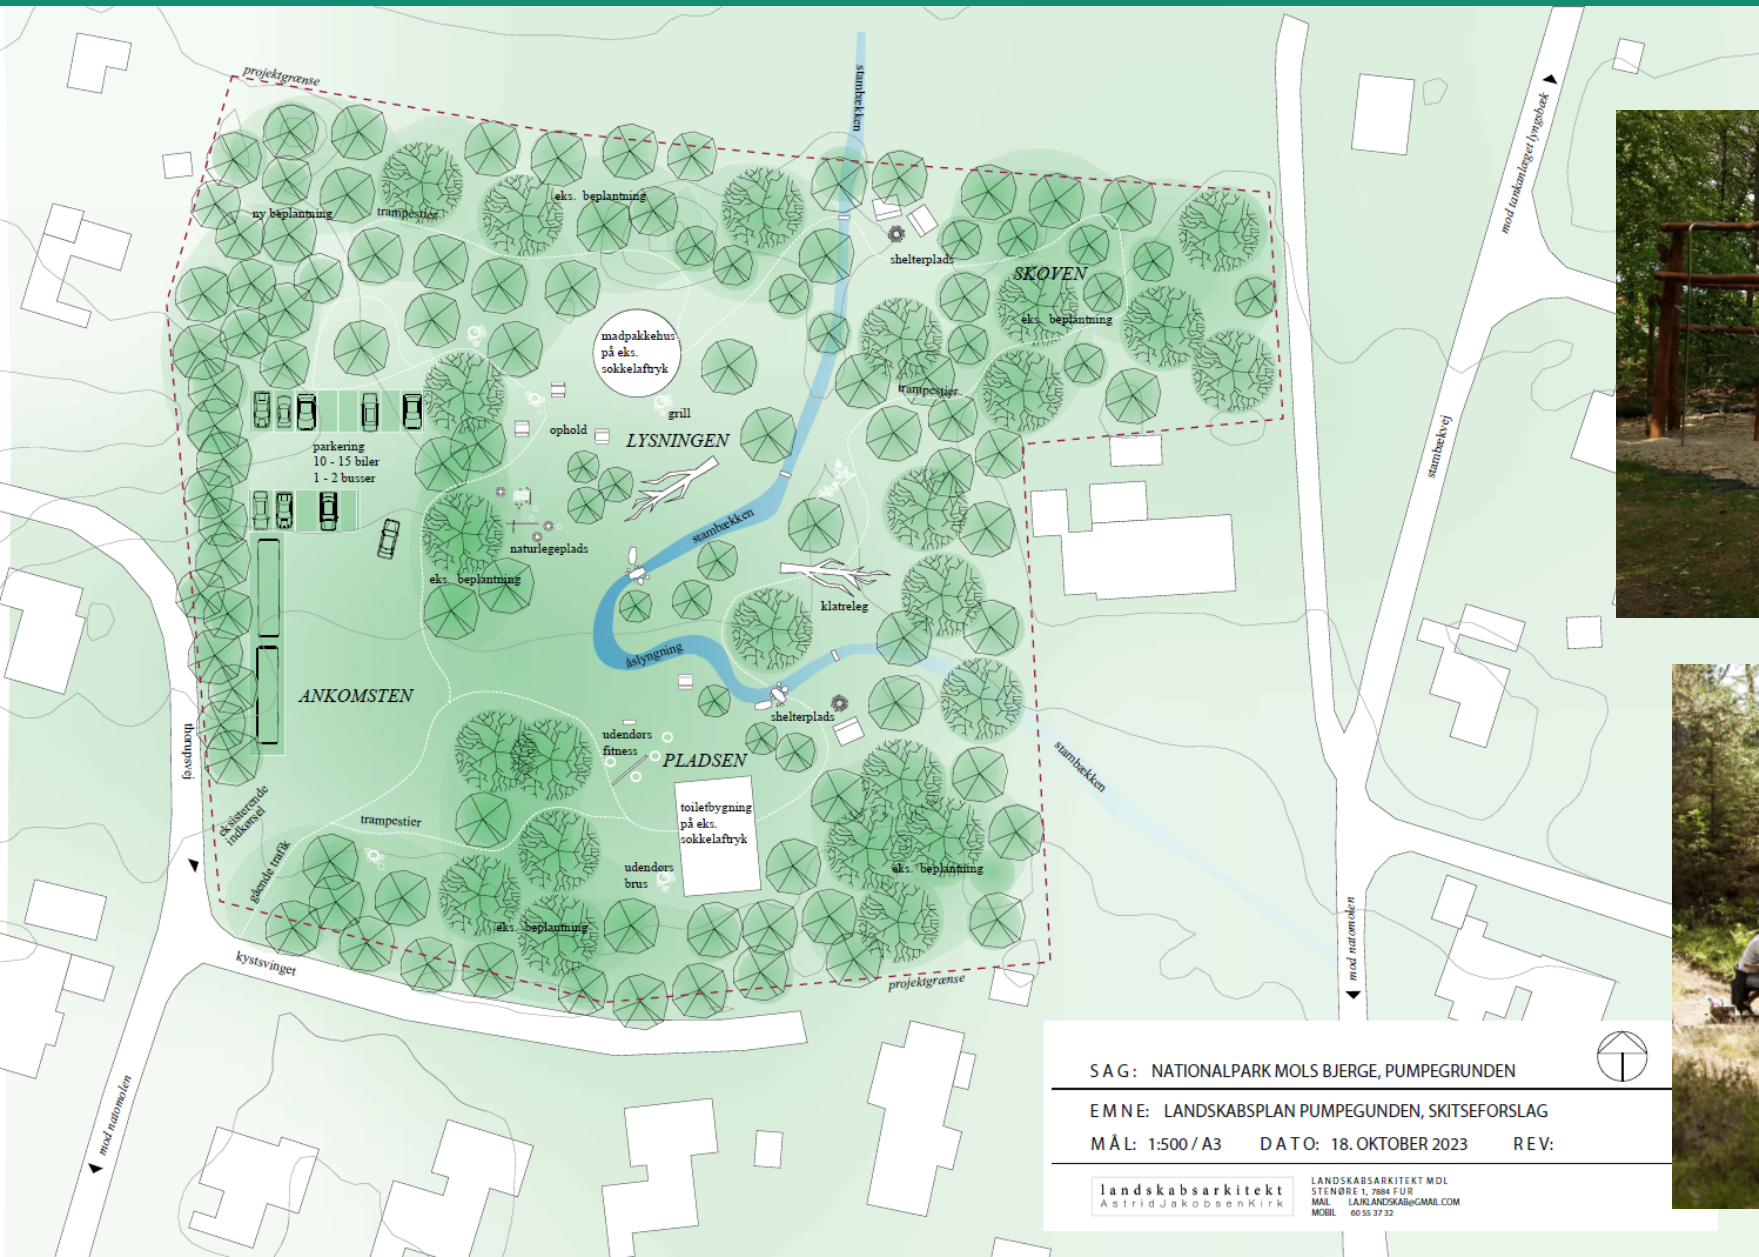 projektgrænse
stambækken
mod tankanlæget lyngsbæk
eks. beplantning
ny beplantning
trampestier
shelterplads
SKOVEN
eks. beplantning
madpakkehus
på eks.
sokkelaftryk
trampestier
grill
ophold
LYSNINGEN
parkering
10 - 15 biler
1 - 2 busser
stambækvej
stambækken
naturlegeplads
eks. beplantning
klatreleg
åslyngning
ANKOMSTEN
shelterplads
thorupsvej
udendørs
fitness
PLADSEN
stambækken
toiletbygning
på eks.
sokkelaftryk
eksisterende
indkørsel
trampestier
gående trafik
udendørs
brus
eks. beplantning
eks. beplantning
kystsvinget
projektgrænse
mod natomolen
mod natomolen
SAG: NATIONALPARK MOLS BJERGE, PUMPEGRUNDEN
EMNE: LANDSKABSPLAN PUMPEGUNDEN, SKITSEFORSLAG
MÅL: 1:500 / A3 DATO: 18. OKTOBER 2023 REV:
landskabsarkitekt
AstridJakobsenKirk
LANDSKABSARKITEKT MDL
STENØRE 1, 7884 FUR
MAIL LAJKLANDSKAB@GMAIL.COM
MOBIL 60 55 37 32